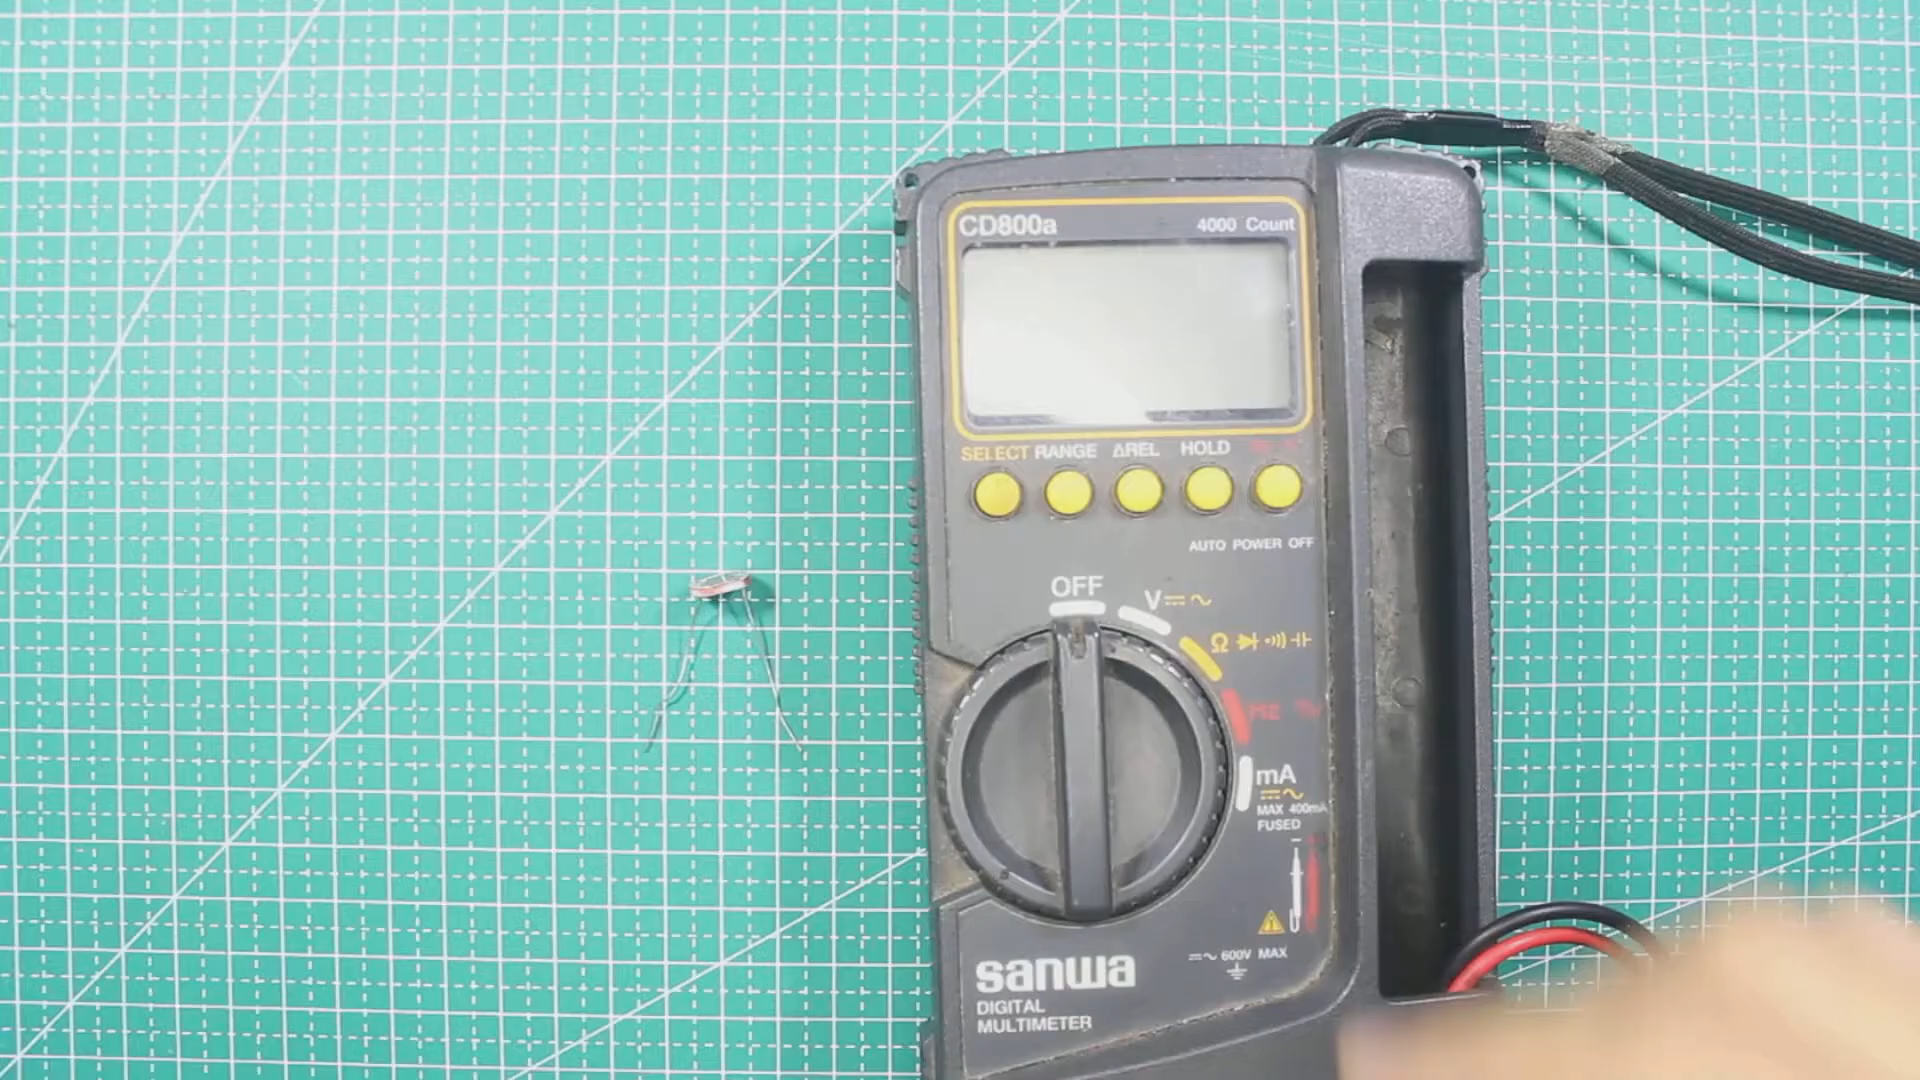 CD800a 4000 Count
SELECT RANGE ΔREL HOLD
AUTO POWER OFF
OFF
V
Ω
mA
MAX 400mA
FUSED
600V MAX
sanwa
DIGITAL
MULTIMETER